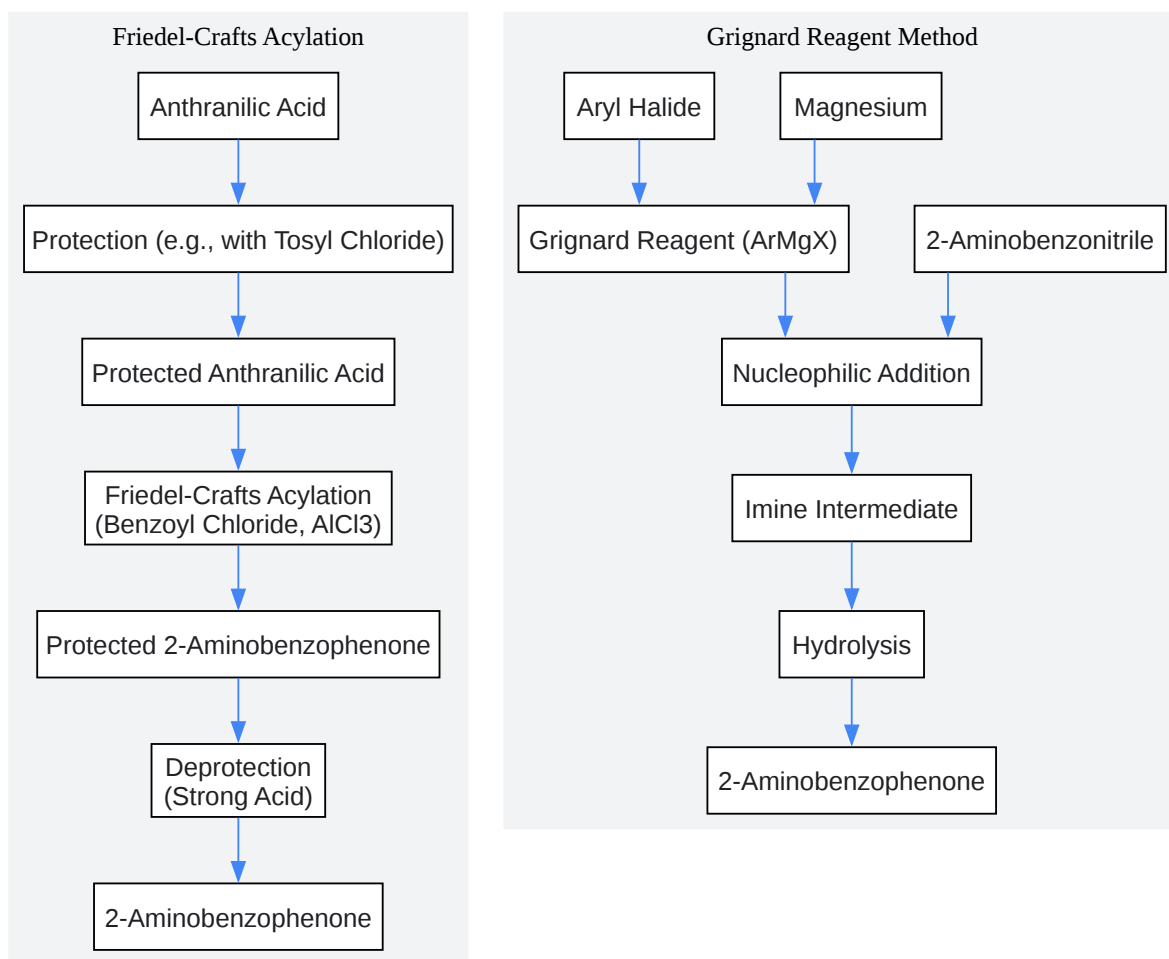 Friedel-Crafts Acylation
Anthranilic Acid
Protection (e.g., with Tosyl Chloride)
Protected Anthranilic Acid
Friedel-Crafts Acylation
(Benzoyl Chloride, AlCl3)
Protected 2-Aminobenzophenone
Deprotection
(Strong Acid)
2-Aminobenzophenone
Grignard Reagent Method
Aryl Halide
Magnesium
Grignard Reagent (ArMgX)
2-Aminobenzonitrile
Nucleophilic Addition
Imine Intermediate
Hydrolysis
2-Aminobenzophenone